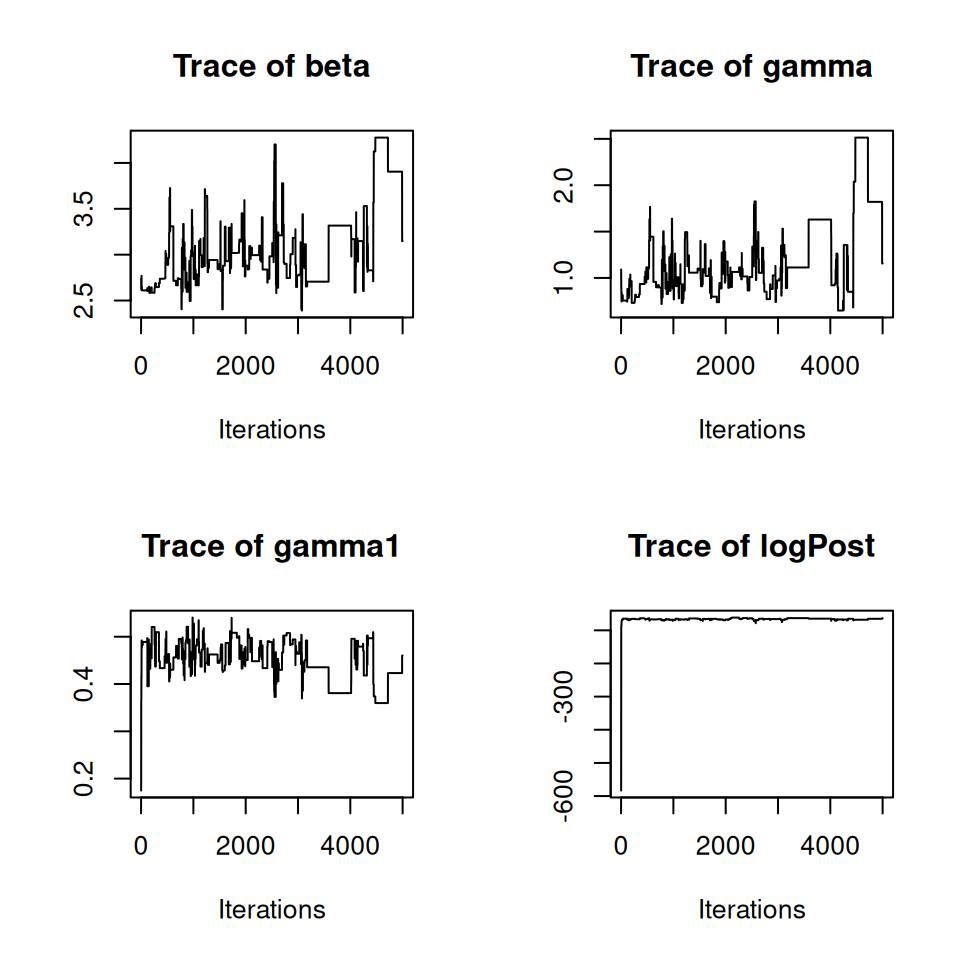 Trace of beta
2.5 3.5
0 2000 4000
Iterations
Trace of gamma
1.0 2.0
0 2000 4000
Iterations
Trace of gamma1
0.2 0.4
0 2000 4000
Iterations
Trace of logPost
-600 -300
0 2000 4000
Iterations